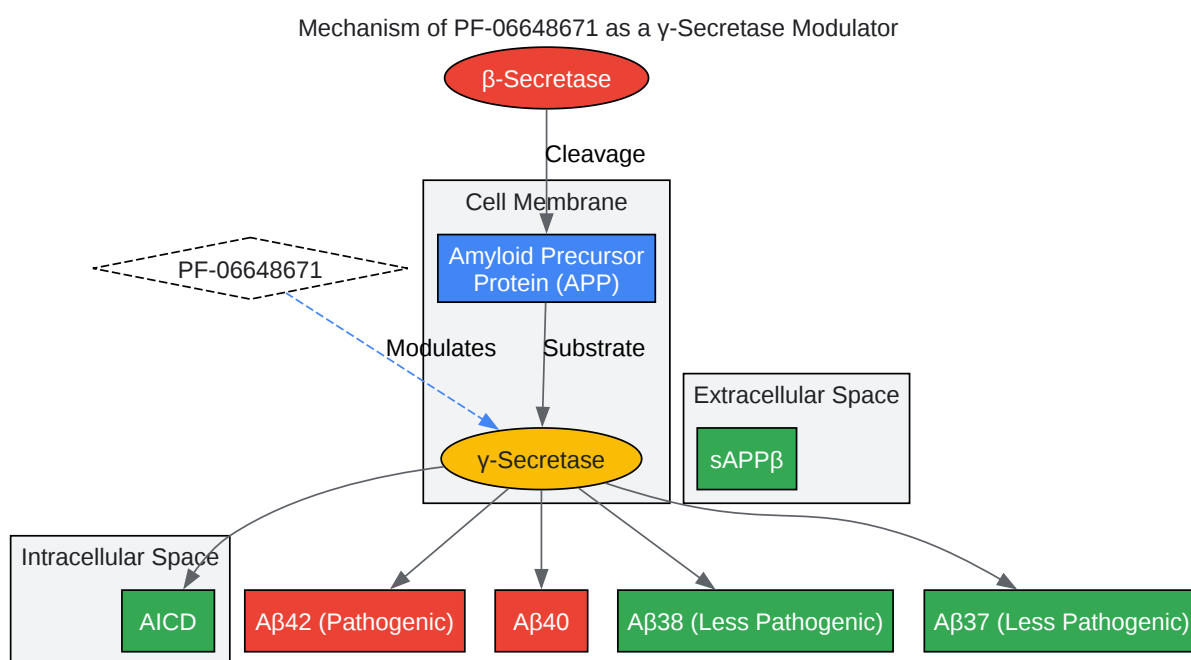 Mechanism of PF-06648671 as a γ-Secretase Modulator
β-Secretase
Cleavage
Cell Membrane
Amyloid Precursor
Protein (APP)
PF-06648671
Modulates
Substrate
Extracellular Space
γ-Secretase
sAPPβ
Intracellular Space
AICD
Aβ42 (Pathogenic)
Aβ40
Aβ38 (Less Pathogenic)
Aβ37 (Less Pathogenic)